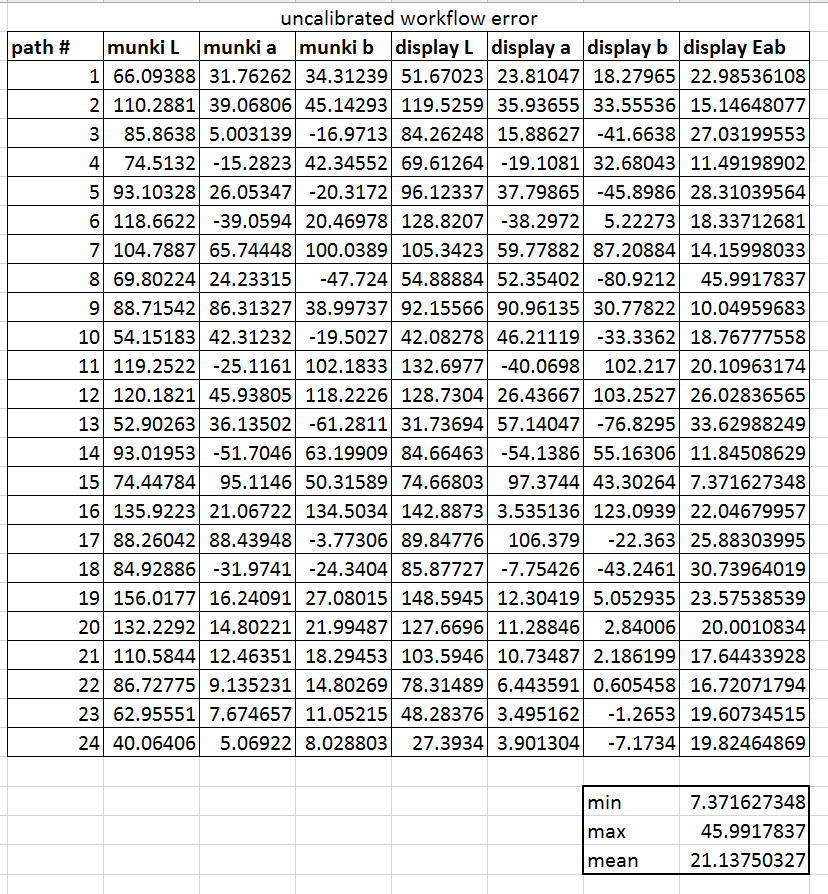 uncalibrated workflow error
path # munki L munki a munki b display L display a display b display Eab
1 66.09388 31.76262 34.31239 51.67023 23.81047 18.27965 22.98536108
2 110.2881 39.06806 45.14293 119.5259 35.93655 33.55536 15.14648077
3 85.8638 5.003139 -16.9713 84.26248 15.88627 -41.6638 27.03199553
4 74.5132 -15.2823 42.34552 69.61264 -19.1081 32.68043 11.49198902
5 93.10328 26.05347 -20.3172 96.12337 37.79865 -45.8986 28.31039564
6 118.6622 -39.0594 20.46978 128.8207 -38.2972 5.22273 18.33712681
7 104.7887 65.74448 100.0389 105.3423 59.77882 87.20884 14.15998033
8 69.80224 24.23315 -47.724 54.88884 52.35402 -80.9212 45.9917837
9 88.71542 86.31327 38.99737 92.15566 90.96135 30.77822 10.04959683
10 54.15183 42.31232 -19.5027 42.08278 46.21119 -33.3362 18.76777558
11 119.2522 -25.1161 102.1833 132.6977 -40.0698 102.217 20.10963174
12 120.1821 45.93805 118.2226 128.7304 26.43667 103.2527 26.02836565
13 52.90263 36.13502 -61.2811 31.73694 57.14047 -76.8295 33.62988249
14 93.01953 -51.7046 63.19909 84.66463 -54.1386 55.16306 11.84508629
15 74.44784 95.1146 50.31589 74.66803 97.3744 43.30264 7.371627348
16 135.9223 21.06722 134.5034 142.8873 3.535136 123.0939 22.04679957
17 88.26042 88.43948 -3.77306 89.84776 106.379 -22.363 25.88303995
18 84.92886 -31.9741 -24.3404 85.87727 -7.75426 -43.2461 30.73964019
19 156.0177 16.24091 27.08015 148.5945 12.30419 5.052935 23.57538539
20 132.2292 14.80221 21.99487 127.6696 11.28846 2.84006 20.0010834
21 110.5844 12.46351 18.29453 103.5946 10.73487 2.186199 17.64433928
22 86.72775 9.135231 14.80269 78.31489 6.443591 0.605458 16.72071794
23 62.95551 7.674657 11.05215 48.28376 3.495162 -1.2653 19.60734515
24 40.06406 5.06922 8.028803 27.3934 3.901304 -7.1734 19.82464869
min 7.371627348
max 45.9917837
mean 21.13750327